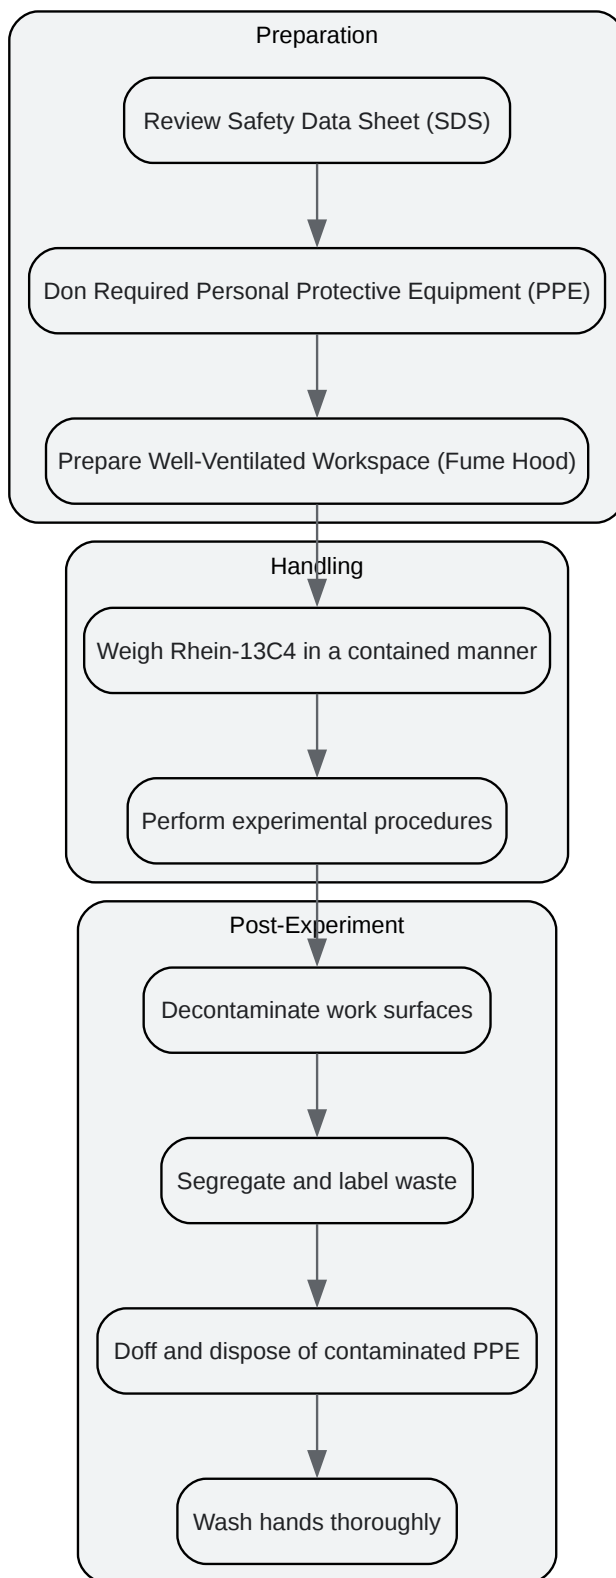 Preparation
Review Safety Data Sheet (SDS)
Don Required Personal Protective Equipment (PPE)
Prepare Well-Ventilated Workspace (Fume Hood)
Handling
Weigh Rhein-13C4 in a contained manner
Perform experimental procedures
Post-Experiment
Decontaminate work surfaces
Segregate and label waste
Doff and dispose of contaminated PPE
Wash hands thoroughly